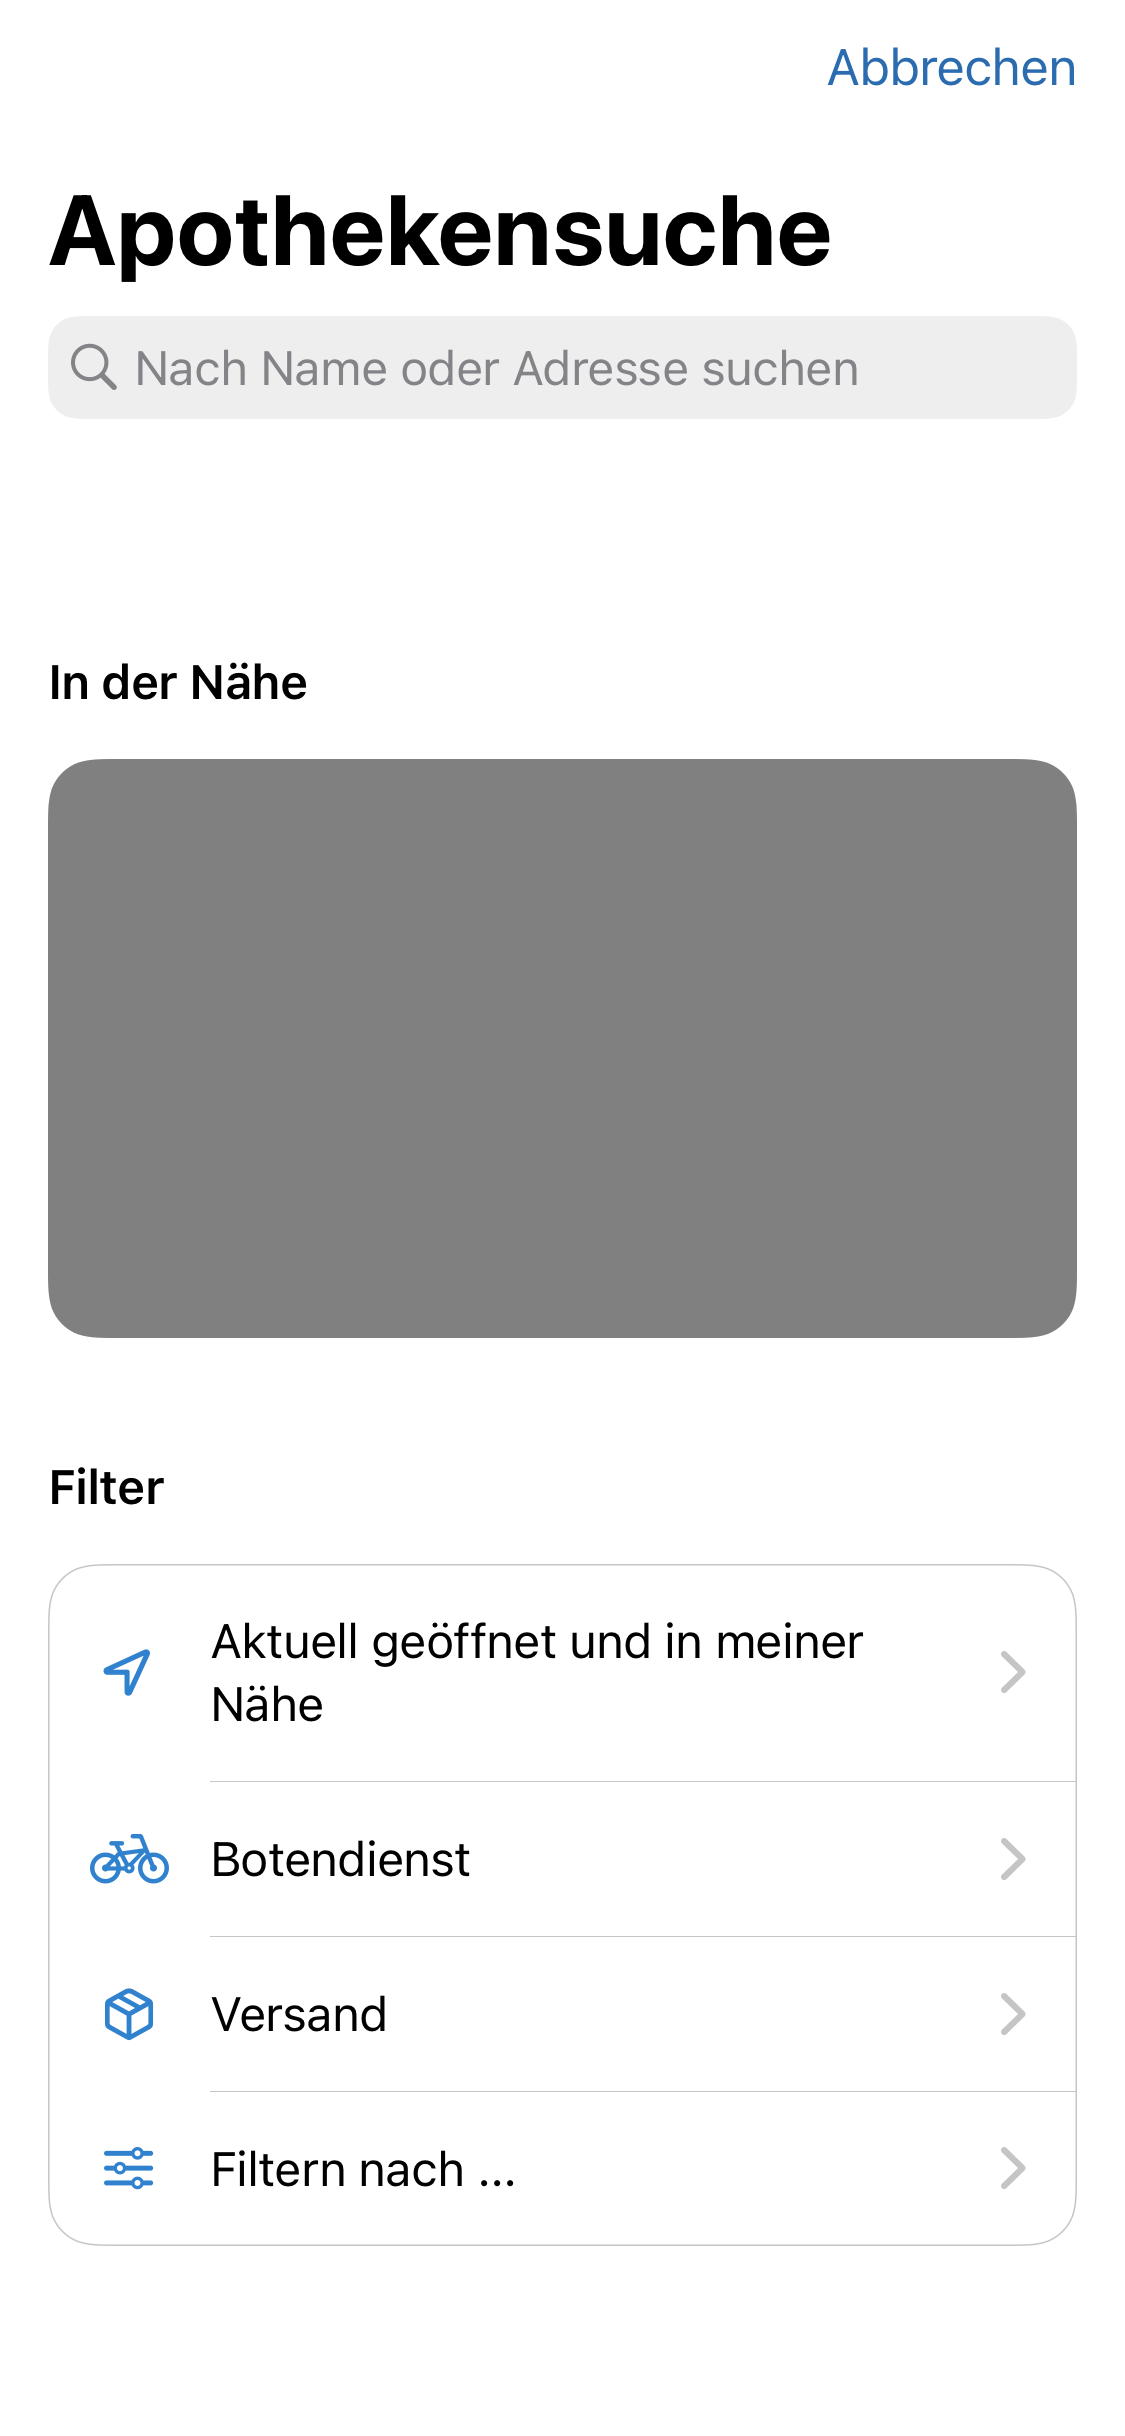 Abbrechen
Apothekensuche
Nach Name oder Adresse suchen
In der Nähe
Filter
Aktuell geöffnet und in meiner
Nähe
Botendienst
Versand
Filtern nach ...